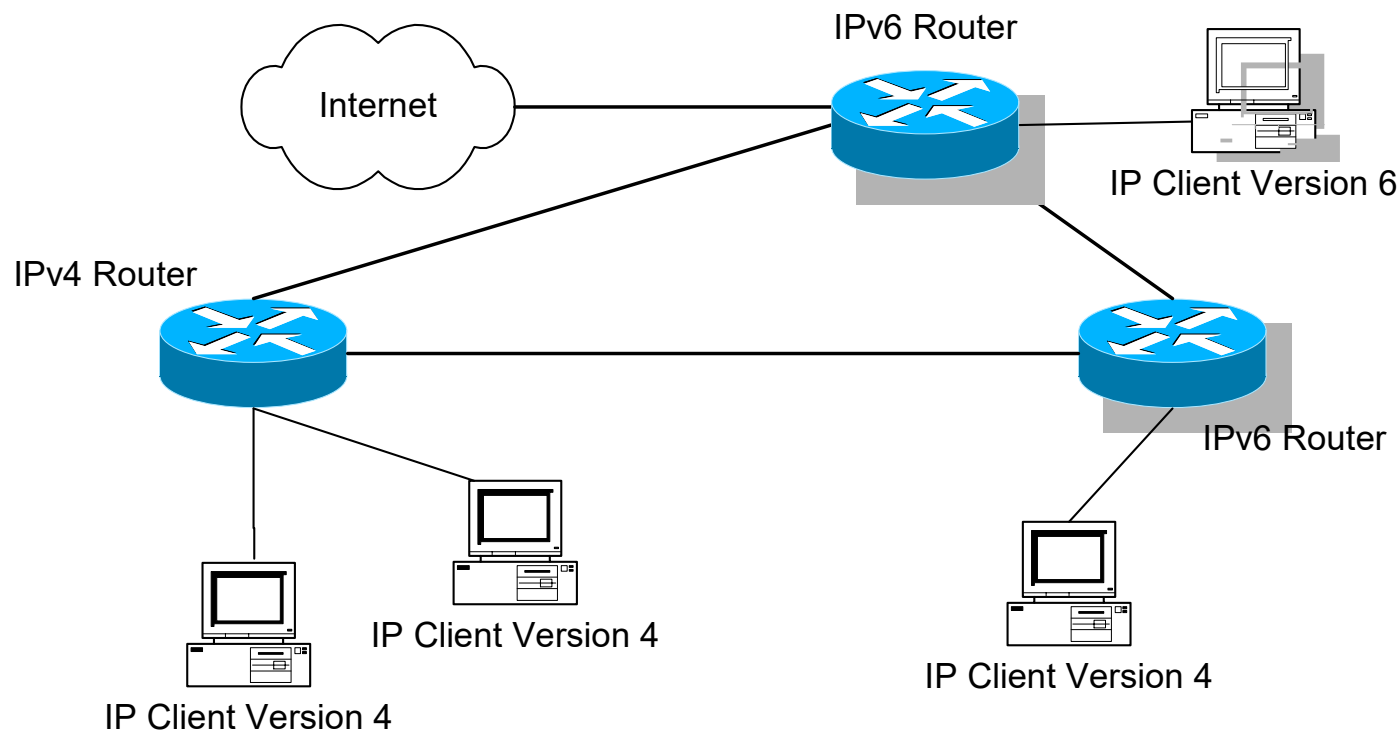 IPv6 Router
Internet
IP Client Version 6
IPv4 Router
IPv6 Router
IP Client Version 4
IP Client Version 4
IP Client Version 4